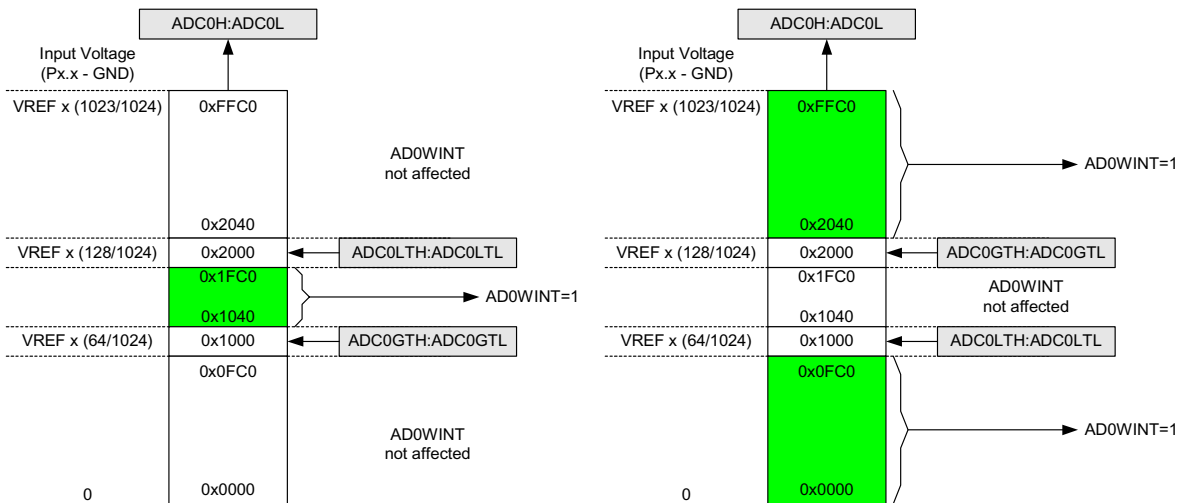 ADC0H:ADC0L
Input Voltage
(Px.x - GND)
VREF x (1023/1024)
0xFFC0
AD0WINT
not affected
0x2040
VREF x (128/1024)
0x2000
ADC0LTH:ADC0LTL
0x1FC0
AD0WINT=1
0x1040
VREF x (64/1024)
0x1000
ADC0GTH:ADC0GTL
0x0FC0
AD0WINT
not affected
0
0x0000
ADC0H:ADC0L
Input Voltage
(Px.x - GND)
VREF x (1023/1024)
0xFFC0
AD0WINT=1
0x2040
VREF x (128/1024)
0x2000
ADC0GTH:ADC0GTL
0x1FC0
AD0WINT
not affected
0x1040
VREF x (64/1024)
0x1000
ADC0LTH:ADC0LTL
0x0FC0
AD0WINT=1
0
0x0000